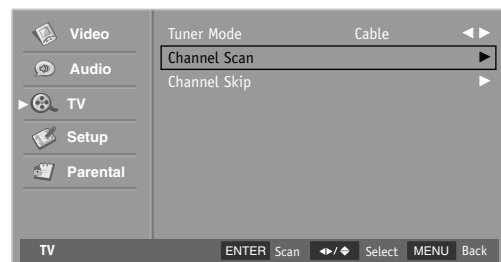 Video
Audio
TV
Setup
Parental
Tuner Mode Cable
Channel Scan
Channel Skip
TV ENTER Scan Select MENU Back